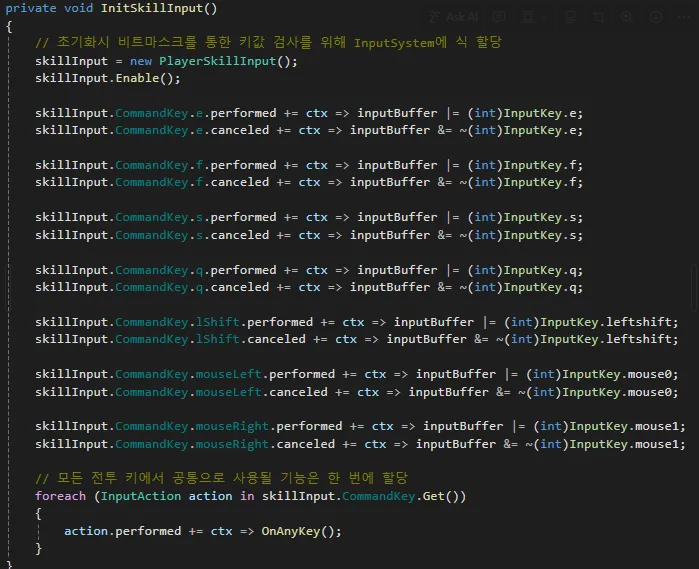 Ask AI
private void InitSkillInput()
{
// 초기화시 비트마스크를 통한 키값 검사를 위해 InputSystem에 식 할당
skillInput = new PlayerSkillInput();
skillInput.Enable();
skillInput.CommandKey.e.performed += ctx => inputBuffer |= (int)InputKey.e;
skillInput.CommandKey.e.canceled += ctx => inputBuffer &= ~(int)InputKey.e;
skillInput.CommandKey.f.performed += ctx => inputBuffer |= (int)InputKey.f;
skillInput.CommandKey.f.canceled += ctx => inputBuffer &= ~(int)InputKey.f;
skillInput.CommandKey.s.performed += ctx => inputBuffer |= (int)InputKey.s;
skillInput.CommandKey.s.canceled += ctx => inputBuffer &= ~(int)InputKey.s;
skillInput.CommandKey.q.performed += ctx => inputBuffer |= (int)InputKey.q;
skillInput.CommandKey.q.canceled += ctx => inputBuffer &= ~(int)InputKey.q;
skillInput.CommandKey.lShift.performed += ctx => inputBuffer |= (int)InputKey.leftshift;
skillInput.CommandKey.lShift.canceled += ctx => inputBuffer &= ~(int)InputKey.leftshift;
skillInput.CommandKey.mouseLeft.performed += ctx => inputBuffer |= (int)InputKey.mouse0;
skillInput.CommandKey.mouseLeft.canceled += ctx => inputBuffer &= ~(int)InputKey.mouse0;
skillInput.CommandKey.mouseRight.performed += ctx => inputBuffer |= (int)InputKey.mouse1;
skillInput.CommandKey.mouseRight.canceled += ctx => inputBuffer &= ~(int)InputKey.mouse1;
// 모든 전투 키에서 공통으로 사용될 기능은 한 번에 할당
foreach (InputAction action in skillInput.CommandKey.Get())
{
action.performed += ctx => OnAnyKey();
}
}